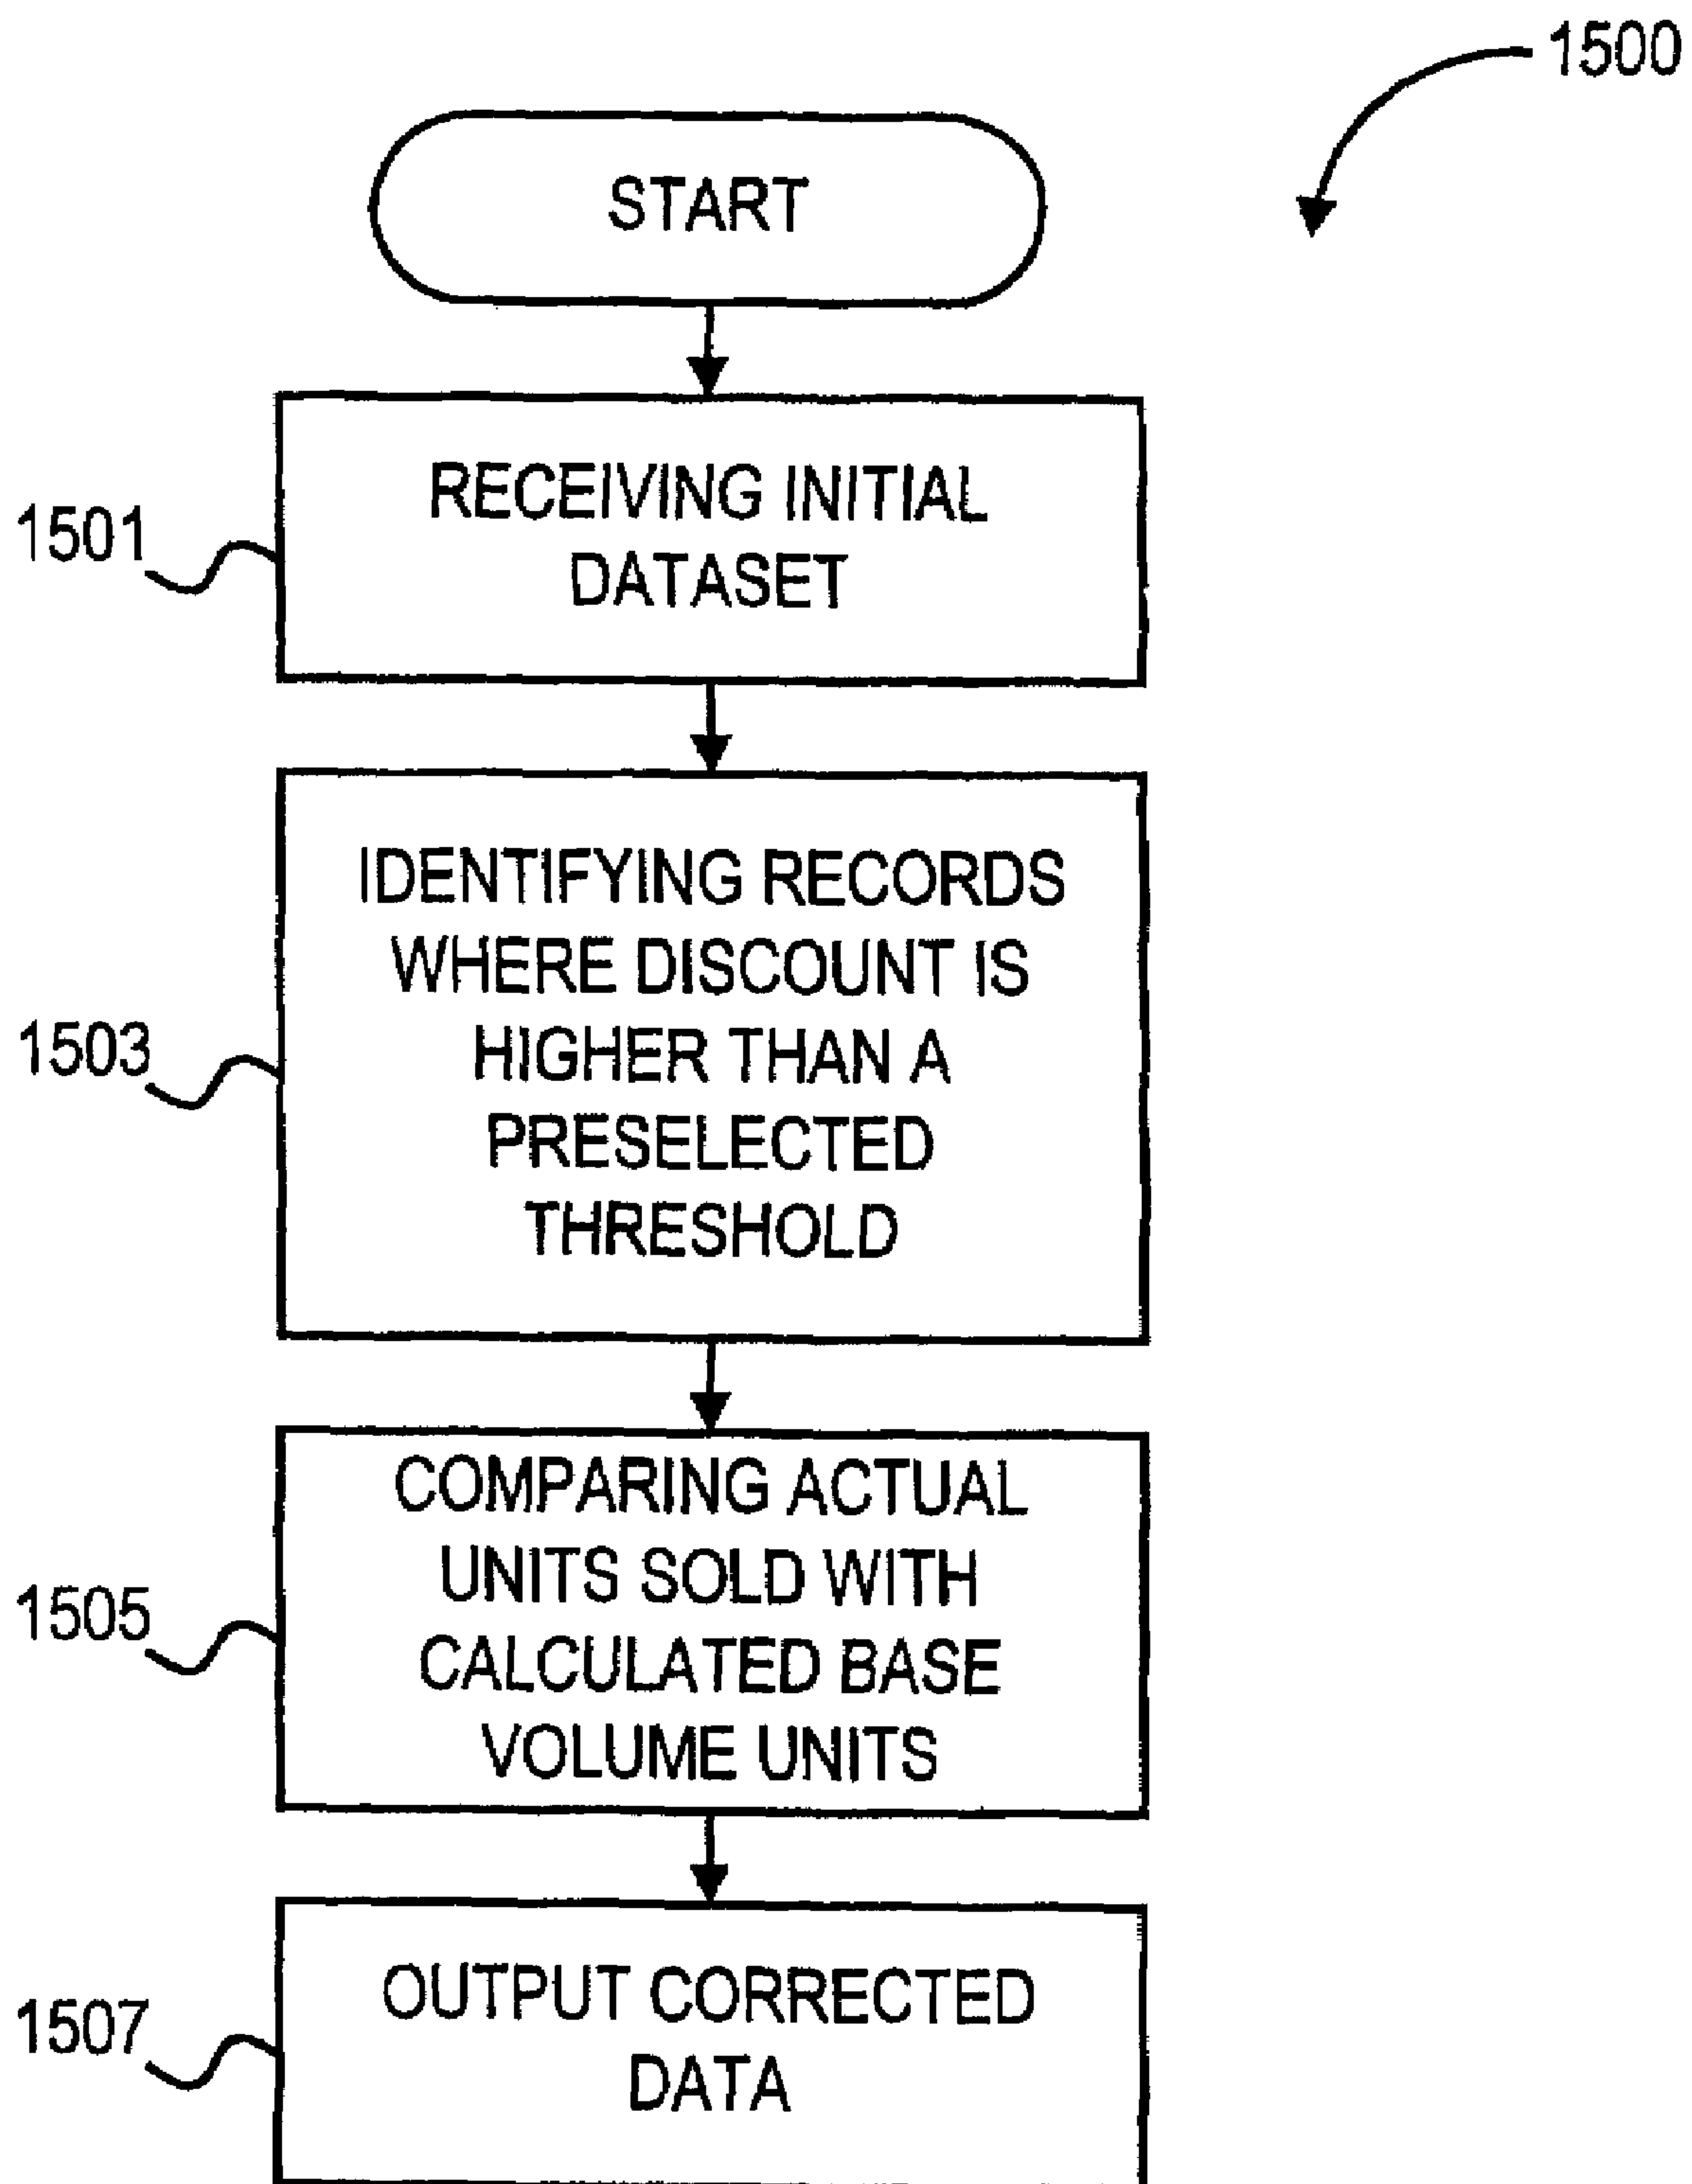 1500
START
RECEIVING INITIAL
DATASET
1501
IDENTIFYING RECORDS
WHERE DISCOUNT IS
HIGHER THAN A
PRESELECTED
THRESHOLD
1503
COMPARING ACTUAL
UNITS SOLD WITH
CALCULATED BASE
VOLUME UNITS
1505
OUTPUT CORRECTED
DATA
1507